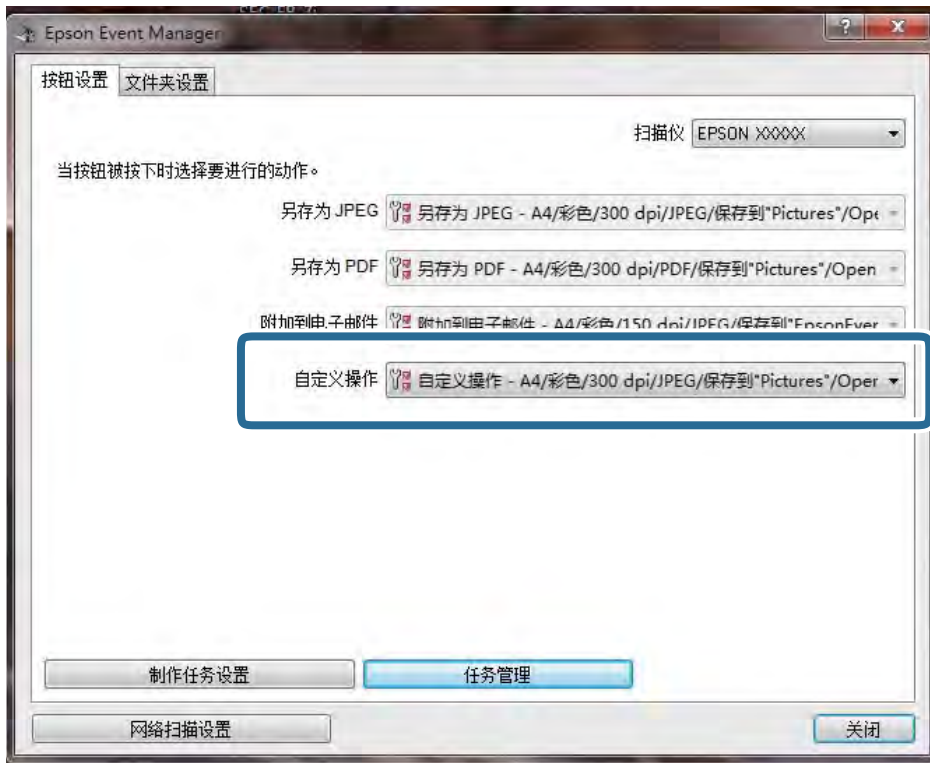 Epson Event Manager
按钮设置 文件夹设置
扫描仪 EPSON XXXXX
当按钮被按下时选择要进行的动作。
另存为 JPEG 另存为 JPEG - A4/彩色/300 dpi/JPEG/保存到"Pictures"/Ope
另存为 PDF 另存为 PDF - A4/彩色/300 dpi/PDF/保存到"Pictures"/Open
附加到电子邮件 附加到电子邮件 - A4/彩色/150 dpi/JPEG/保存到"EpsonEver
自定义操作 自定义操作 - A4/彩色/300 dpi/JPEG/保存到"Pictures"/Oper
制作任务设置 任务管理
网络扫描设置 关闭